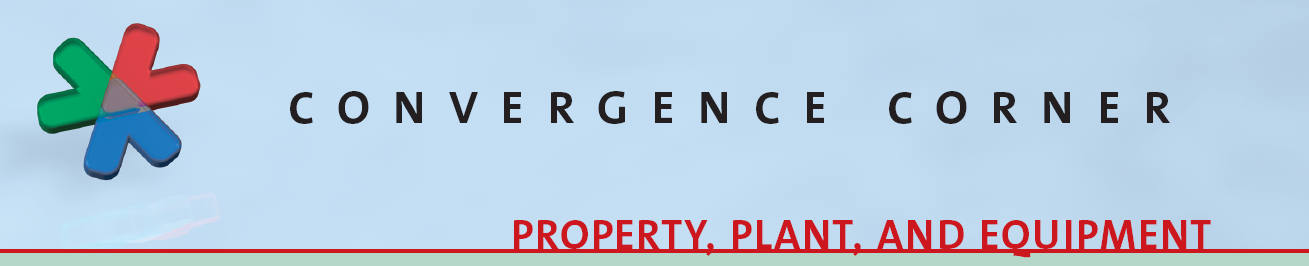 CONVERGENCE CORNER
PROPERTY, PLANT, AND EQUIPMENT